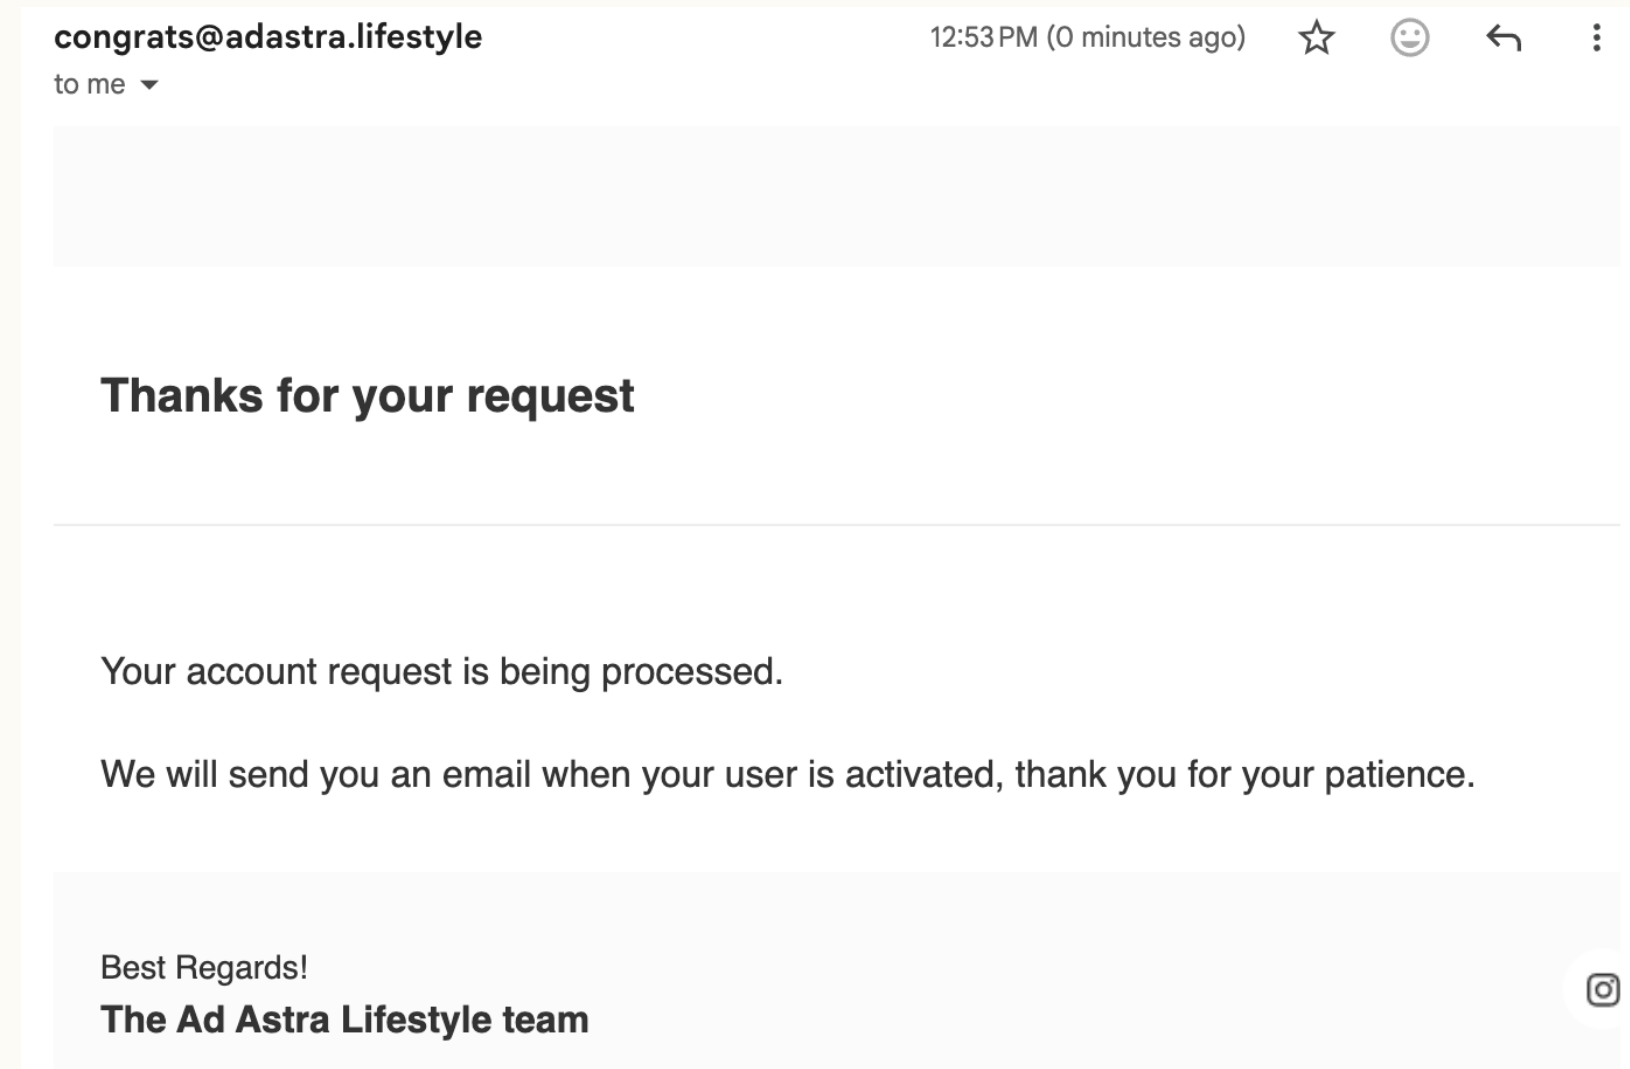 congrats@adastra.lifestyle
12:53 PM (0 minutes ago)
to me
Thanks for your request
Your account request is being processed.
We will send you an email when your user is activated, thank you for your patience.
Best Regards!
The Ad Astra Lifestyle team